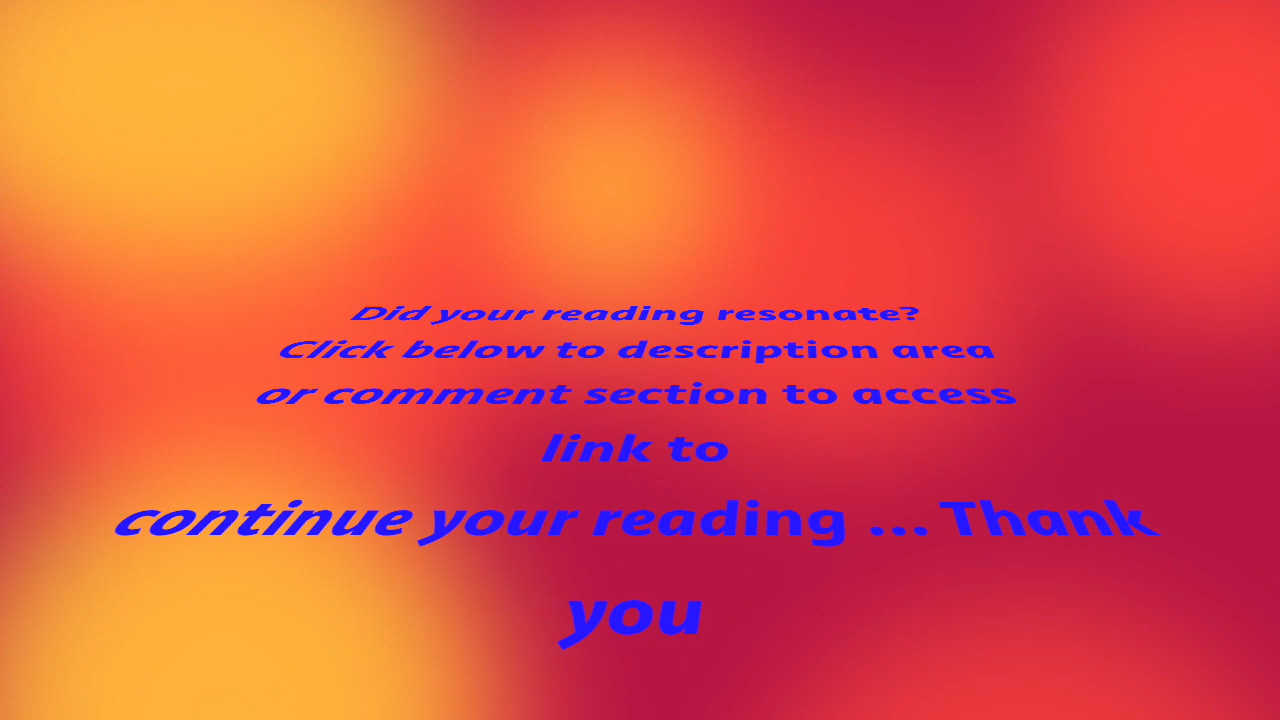 Did your reading resonate?
Click below to description area
or comment section to access
link to
continue your reading ... Thank
you